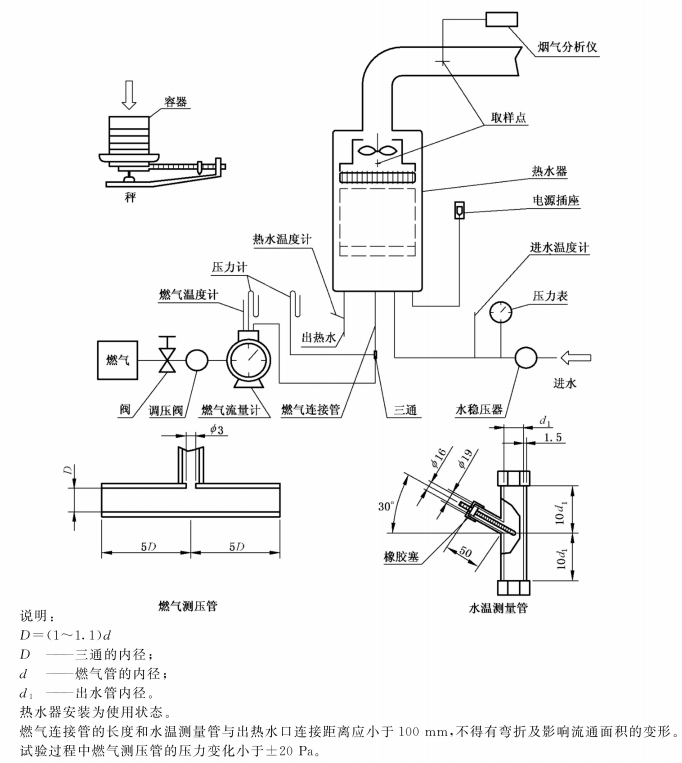 烟气分析仪
容器
取样点
秤
热水器
电源插座
热水温度计
进水温度计
压力计
燃气温度计
压力表
出热水
燃气
进水
阀
调压阀
燃气流量计
燃气连接管
三通
水稳压器
ϕ3
D
5D
5D
燃气测压管
d₁
1.5
ϕ16
ϕ19
30°
10d₁
橡胶塞
50
10d₁
水温测量管
说明：
D=(1～1.1)d
D ——三通的内径；
d ——燃气管的内径；
d₁ ——出水管内径。
热水器安装为使用状态。
燃气连接管的长度和水温测量管与出热水口连接距离应小于 100 mm,不得有弯折及影响流通面积的变形。
试验过程中燃气测压管的压力变化小于±20 Pa。